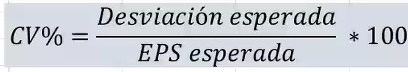 CV% = Desviación esperada / EPS esperada * 100